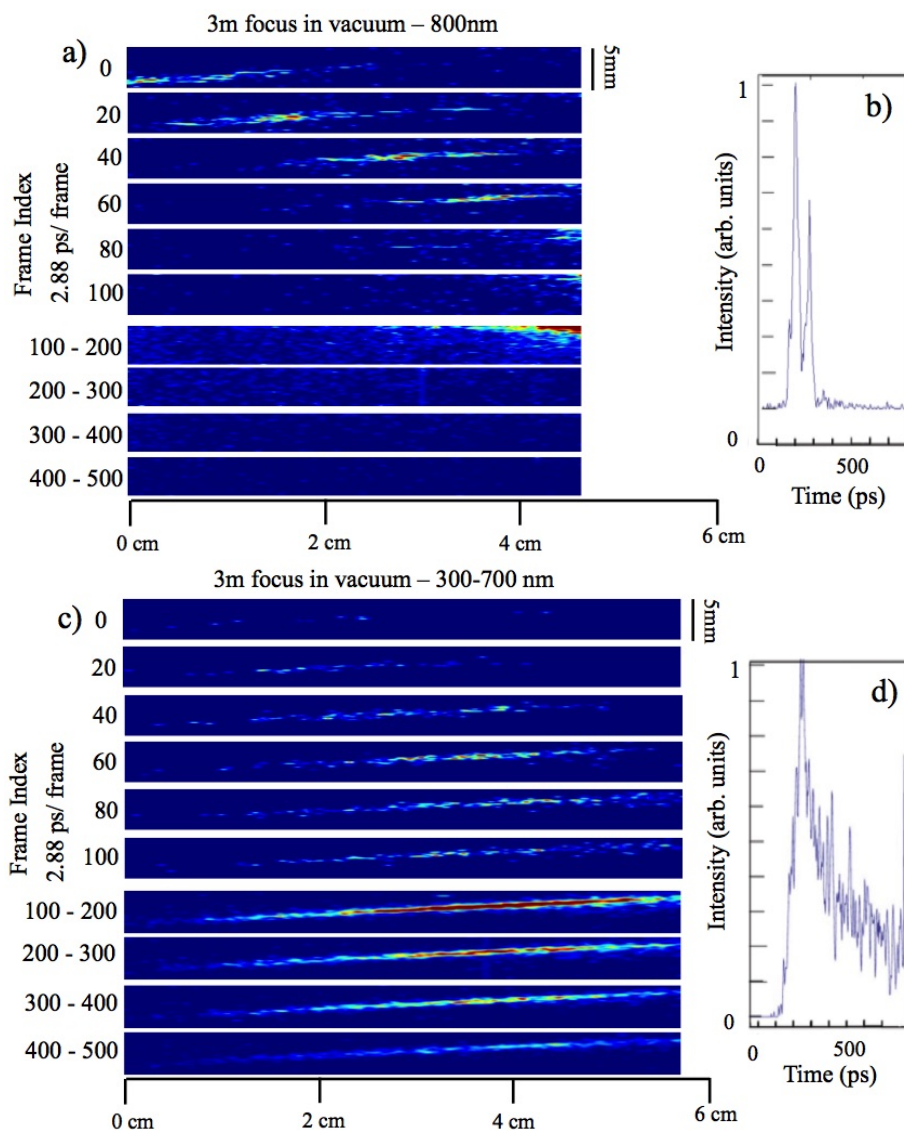 3m focus in vacuum – 800nm
a)
0
20
40
60
80
100
100 - 200
200 - 300
300 - 400
400 - 500
Frame Index
2.88 ps/ frame
5mm
0 cm 2 cm 4 cm 6 cm
b)
1
0
Intensity (arb. units)
0 500
Time (ps)
3m focus in vacuum – 300-700 nm
c)
0
20
40
60
80
100
100 - 200
200 - 300
300 - 400
400 - 500
Frame Index
2.88 ps/ frame
5mm
0 cm 2 cm 4 cm 6 cm
d)
1
0
Intensity (arb. units)
0 500
Time (ps)